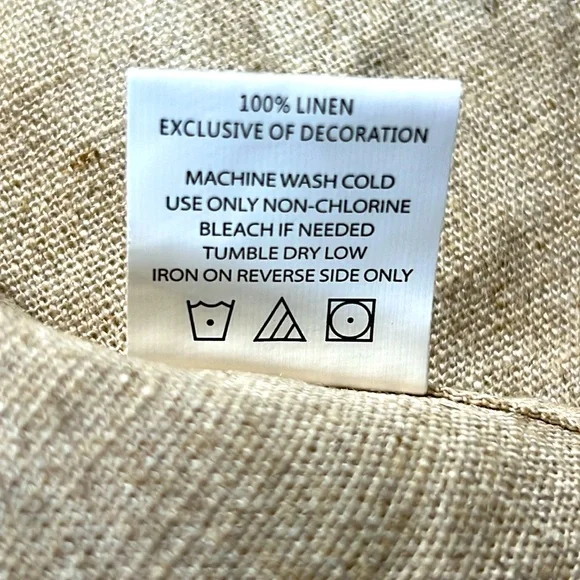 100% LINEN
EXCLUSIVE OF DECORATION
MACHINE WASH COLD
USE ONLY NON-CHLORINE
BLEACH IF NEEDED
TUMBLE DRY LOW
IRON ON REVERSE SIDE ONLY